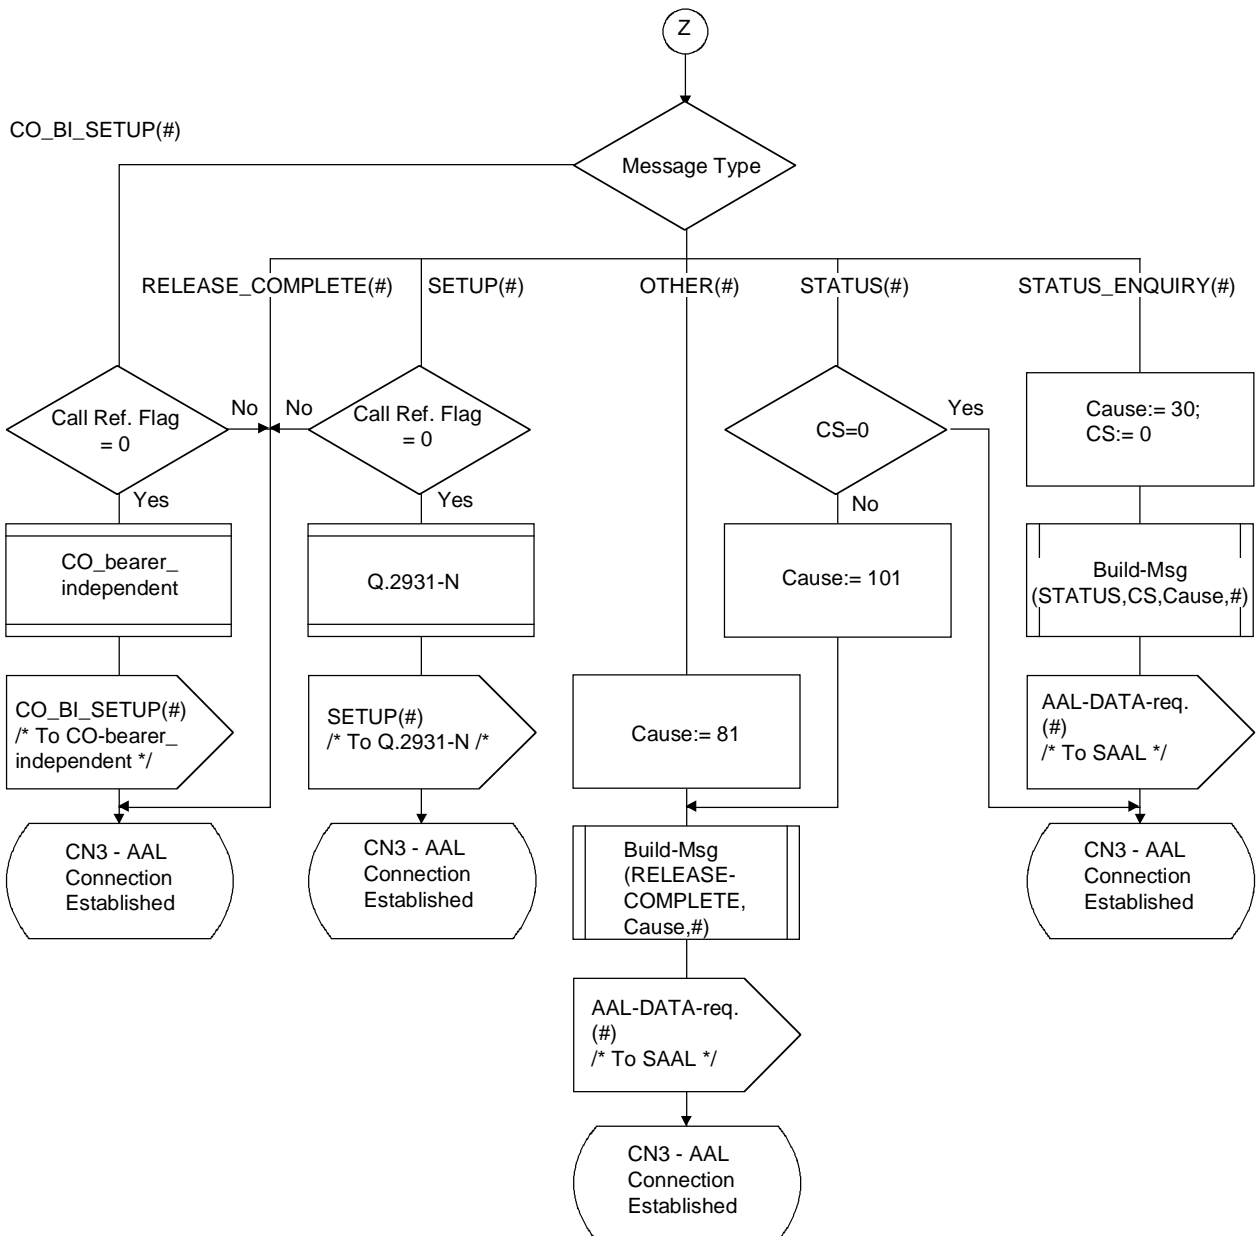 Z
CO_BI_SETUP(#)
Message Type
RELEASE_COMPLETE(#)
SETUP(#)
OTHER(#)
STATUS(#)
STATUS_ENQUIRY(#)
Call Ref. Flag
= 0
No
No
Call Ref. Flag
= 0
CS=0
Yes
Cause:= 30;
CS:= 0
Yes
Yes
No
CO_bearer_
independent
Q.2931-N
Cause:= 101
Build-Msg
(STATUS,CS,Cause,#)
CO_BI_SETUP(#)
/* To CO-bearer_
independent */
SETUP(#)
/* To Q.2931-N /*
Cause:= 81
AAL-DATA-req.
(#)
/* To SAAL */
CN3 - AAL
Connection
Established
CN3 - AAL
Connection
Established
Build-Msg
(RELEASE-
COMPLETE,
Cause,#)
CN3 - AAL
Connection
Established
AAL-DATA-req.
(#)
/* To SAAL */
CN3 - AAL
Connection
Established